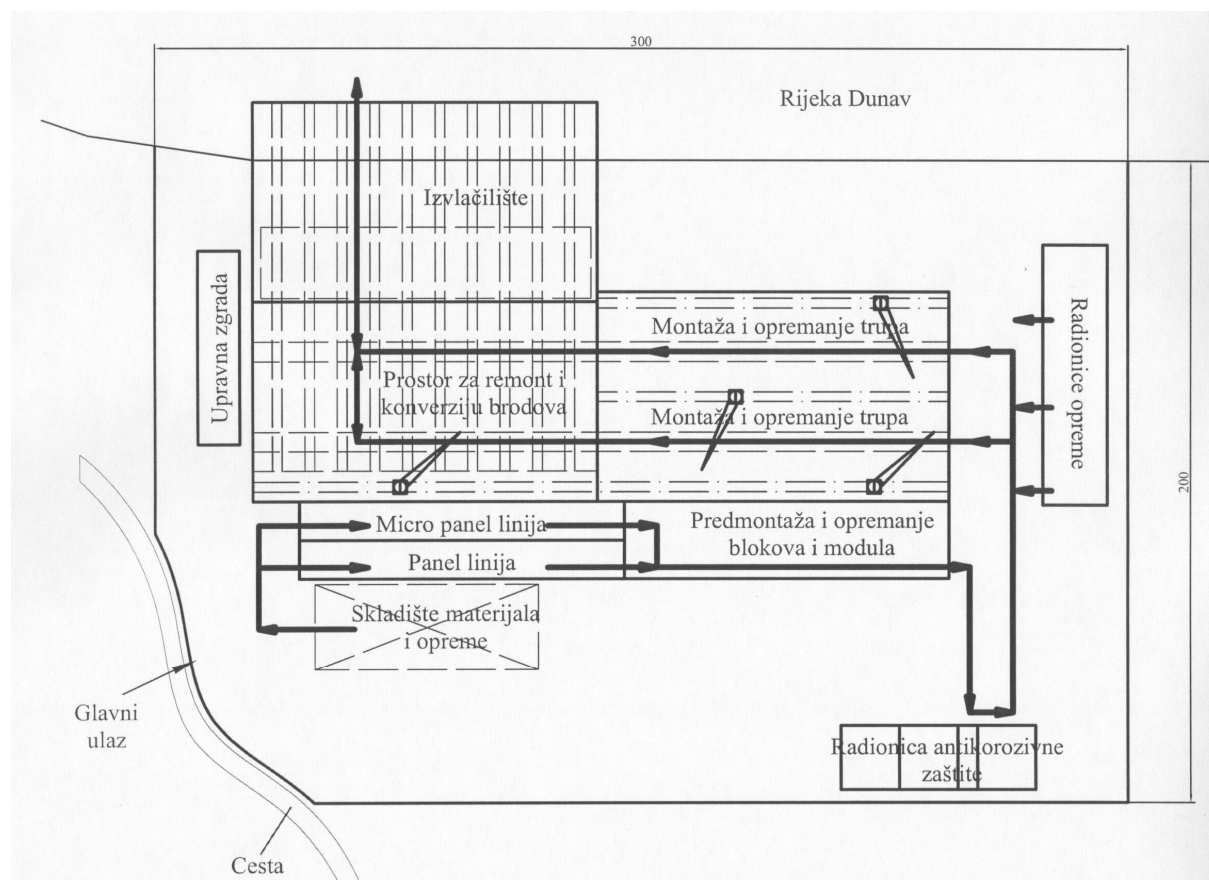 300
Rijeka Dunav
Izvlačilište
Upravna zgrada
Montaža i opremanje trupa
Radionice opreme
Prostor za remont i
konverziju brodova
Montaža i opremanje trupa
200
Micro panel linija
Predmontaža i opremanje
blokova i modula
Panel linija
Skladište materijala
i opreme
Glavni
ulaz
Radionica antikorozivne
zaštite
Cesta